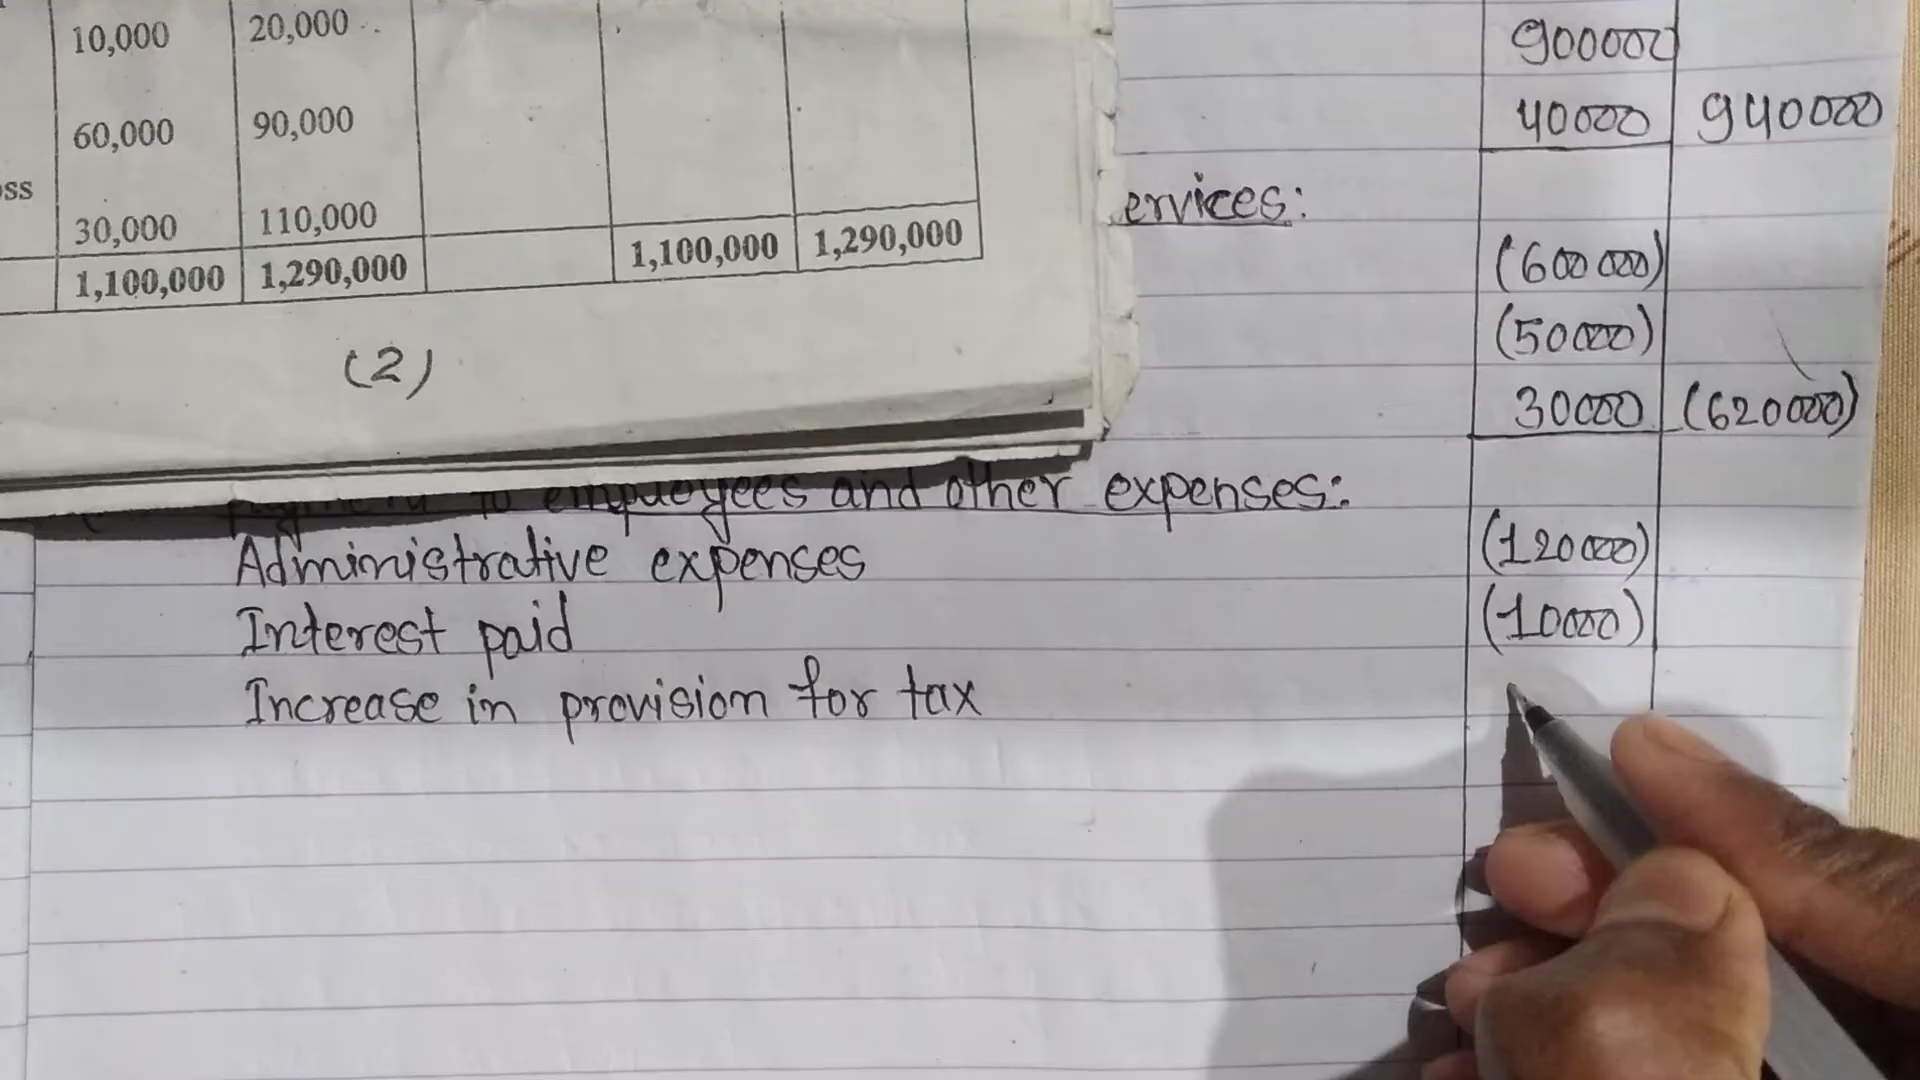 10,000 20,000
60,000 90,000
oss
30,000 110,000
1,100,000 1,290,000 1,100,000 1,290,000
(2)
900000
40000 940000
ervices:
(600000)
(50000)
30000 (620000)
to employees and other expenses:
Administrative expenses (120000)
Interest paid (10000)
Increase in provision for tax